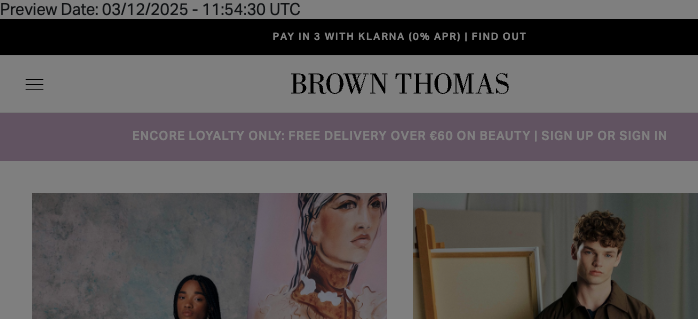 Preview Date: 03/12/2025 - 11:54:30 UTC
PAY IN 3 WITH KLARNA (0% APR) | FIND OUT
BROWN THOMAS
ENCORE LOYALTY ONLY: FREE DELIVERY OVER €60 ON BEAUTY | SIGN UP OR SIGN IN